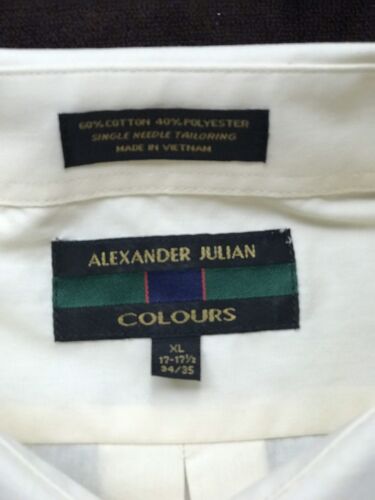 60% COTTON 40% POLYESTER
SINGLE NEEDLE TAILORING
MADE IN VIETNAM
ALEXANDER JULIAN
COLOURS
XL
17-17½
34/35